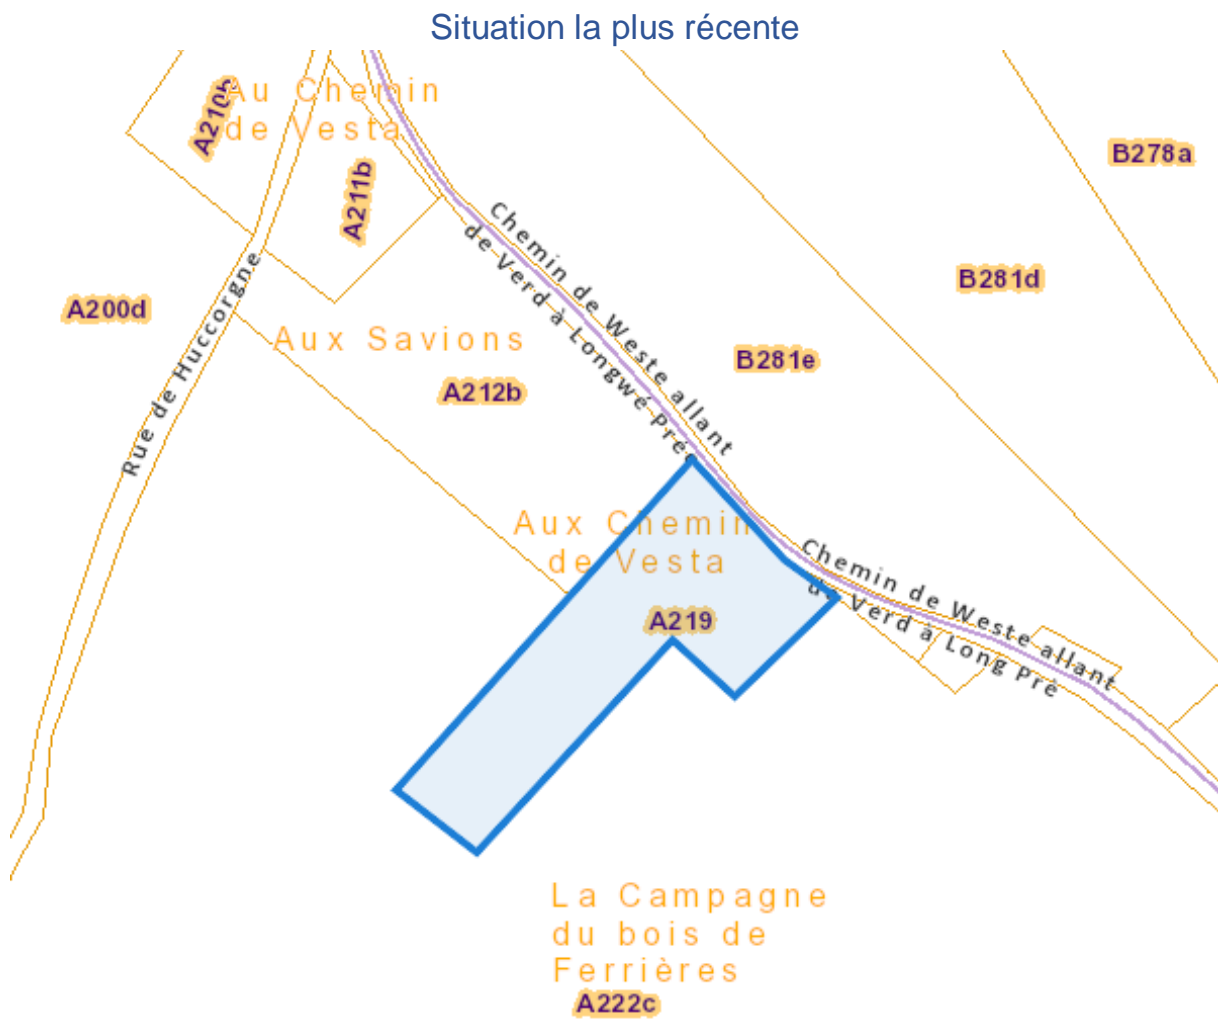 Situation la plus récente
A210b
Au Chemin
de Vesta
A211b
B278a
Chemin de Weste allant
de Verd à Longwé Prée
B281d
A200d
Rue de Huccorgne
Aux Savions
B281e
A212b
Aux Chemin
de Vesta
Chemin de Weste allant
de Verd à Long Pré
A219
La Campagne
du bois de
Ferrières
A222c